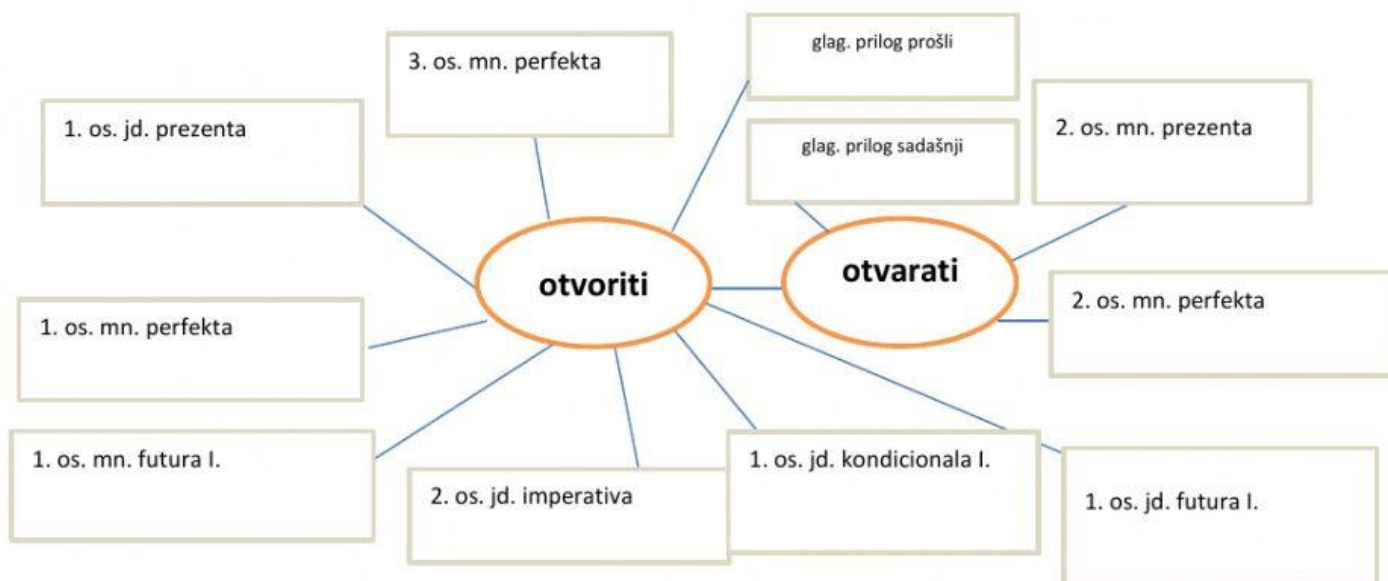 glag. prilog prošli
3. os. mn. perfekta
1. os. jd. prezenta
2. os. mn. prezenta
glag. prilog sadašnji
otvoriti
otvarati
1. os. mn. perfekta
2. os. mn. perfekta
1. os. mn. futura I.
2. os. jd. imperativa
1. os. jd. kondicionala I.
1. os. jd. futura I.